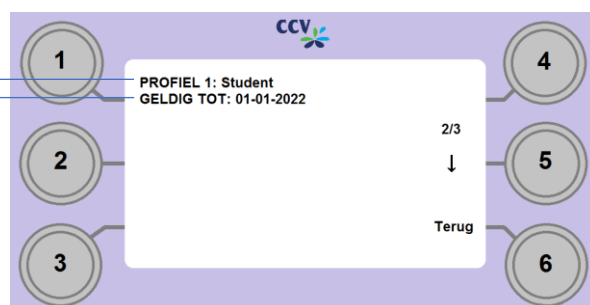 CCV
1
4
PROFIEL 1: Student
GELDIG TOT: 01-01-2022
2/3
2
↓
5
Terug
3
6